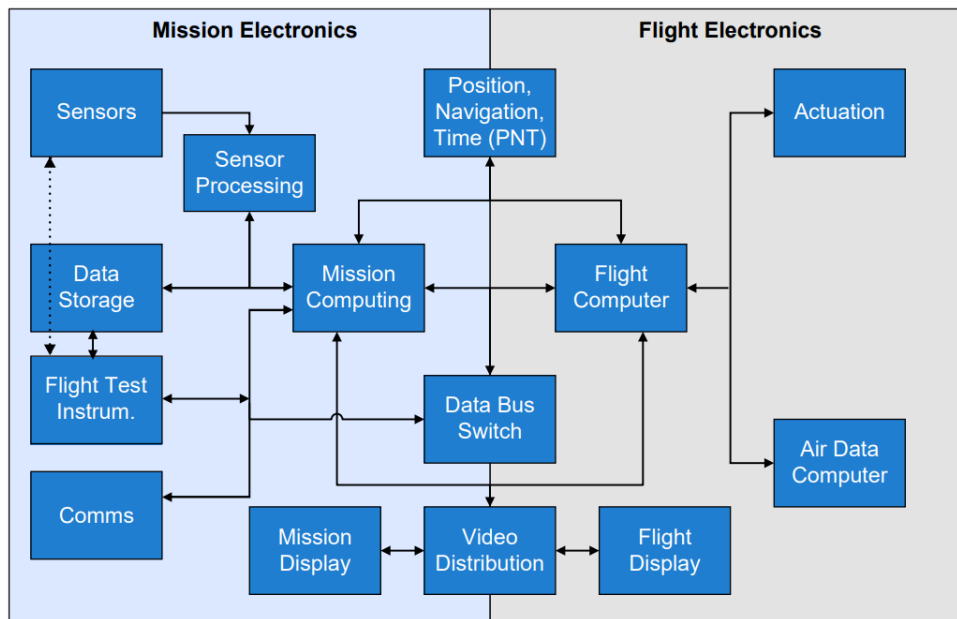 Mission Electronics
Flight Electronics
Sensors
Position,
Navigation,
Time (PNT)
Actuation
Sensor
Processing
Data
Storage
Mission
Computing
Flight
Computer
Flight Test
Instrum.
Data Bus
Switch
Air Data
Computer
Comms
Mission
Display
Video
Distribution
Flight
Display